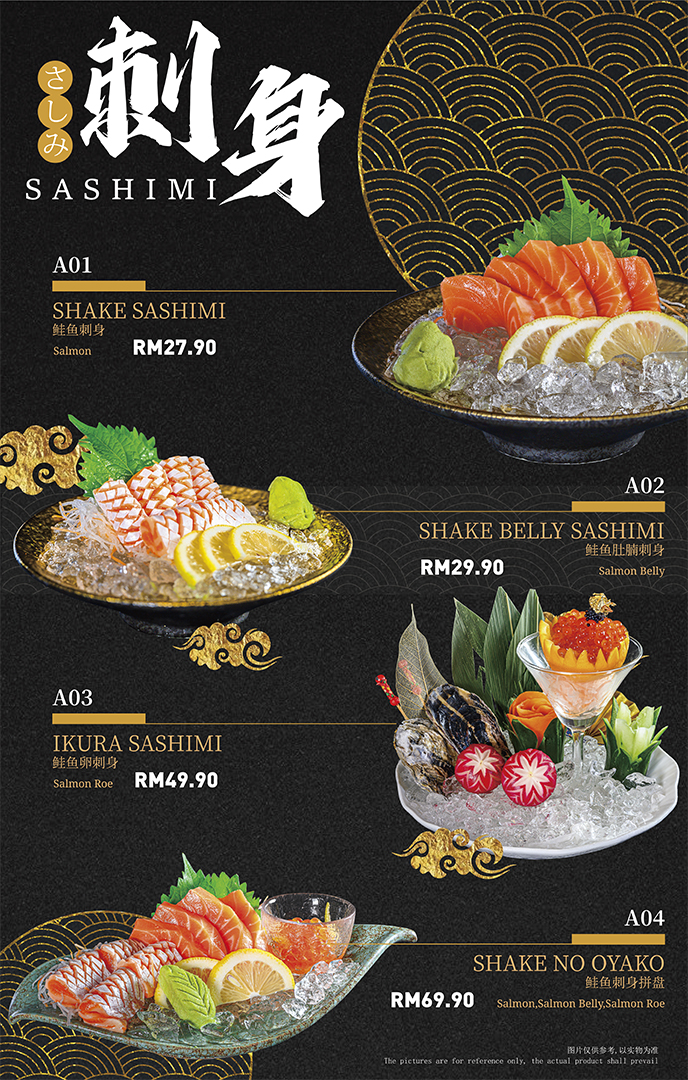 さしみ
刺身
SASHIMI
A01
SHAKE SASHIMI
鲑鱼刺身
Salmon RM27.90
A02
SHAKE BELLY SASHIMI
鲑鱼肚腩刺身
RM29.90 Salmon Belly
A03
IKURA SASHIMI
鲑鱼卵刺身
Salmon Roe RM49.90
A04
SHAKE NO OYAKO
鲑鱼刺身拼盘
RM69.90 Salmon,Salmon Belly,Salmon Roe
图片仅供参考, 以实物为准
The pictures are for reference only, the actual product shall prevail